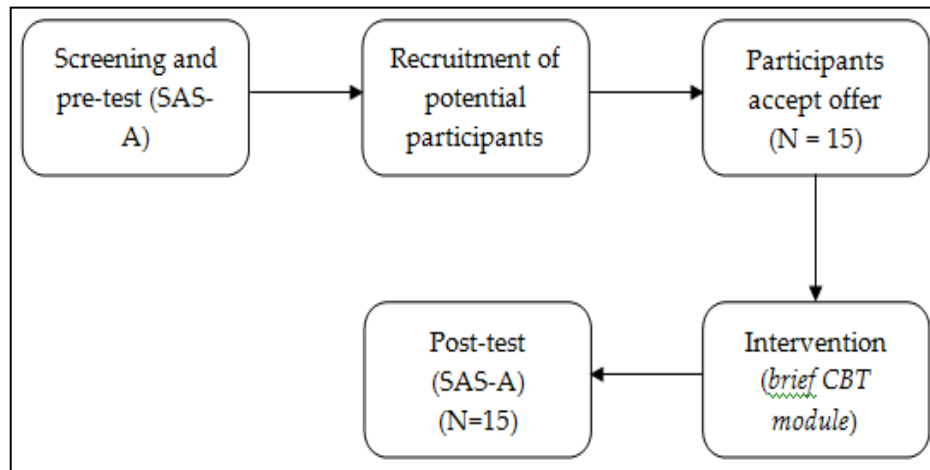 Screening and
pre-test (SAS-
A)
Recruitment of
potential
participants
Participants
accept offer
(N = 15)
Intervention
(brief CBT
module)
Post-test
(SAS-A)
(N=15)